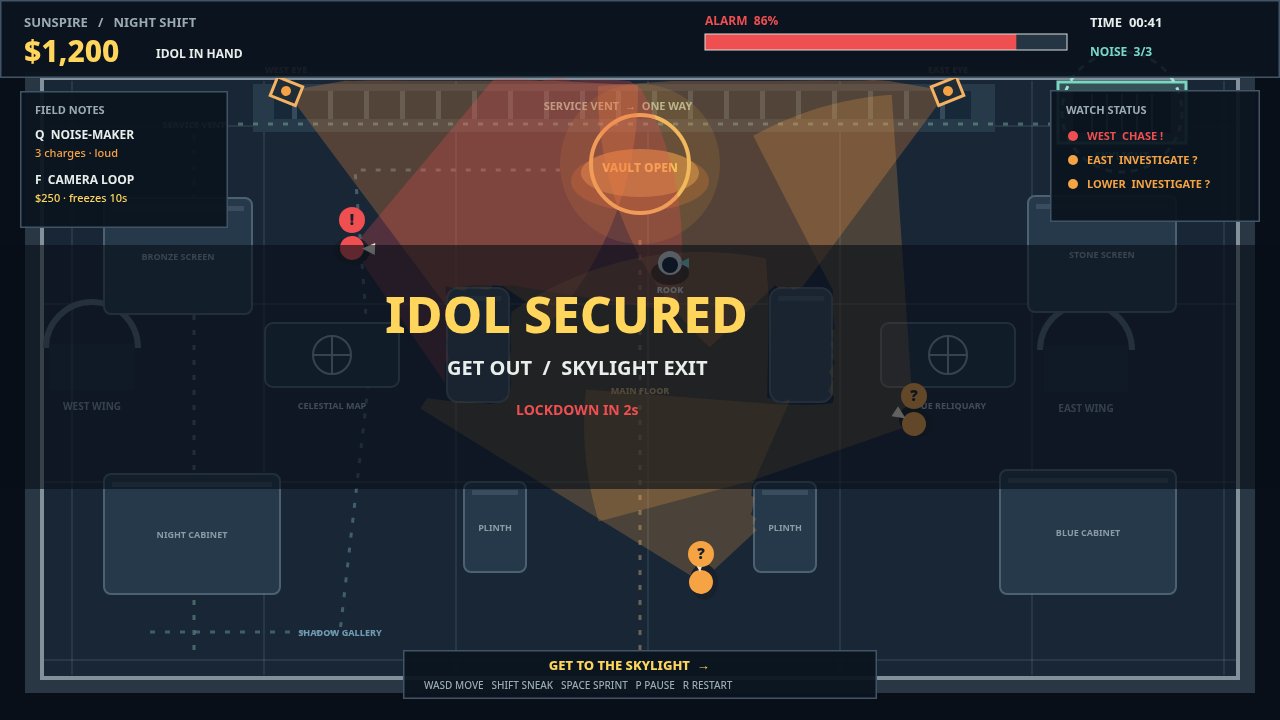 SUNSPIRE / NIGHT SHIFT
$1,200 IDOL IN HAND
ALARM 86%
TIME 00:41
NOISE 3/3
WEST EYE
EAST EYE
FIELD NOTES
Q NOISE-MAKER
3 charges · loud
F CAMERA LOOP
$250 · freezes 10s
SERVICE VENT
SERVICE VENT → ONE WAY
WATCH STATUS
WEST CHASE !
EAST INVESTIGATE ?
LOWER INVESTIGATE ?
VAULT OPEN
!
BRONZE SCREEN
STONE SCREEN
ROOK
IDOL SECURED
GET OUT / SKYLIGHT EXIT
MAIN FLOOR
LOCKDOWN IN 2s
WEST WING
CELESTIAL MAP
?
UE RELIQUARY
EAST WING
NIGHT CABINET
PLINTH
PLINTH
BLUE CABINET
?
SHADOW GALLERY
GET TO THE SKYLIGHT →
WASD MOVE SHIFT SNEAK SPACE SPRINT P PAUSE R RESTART